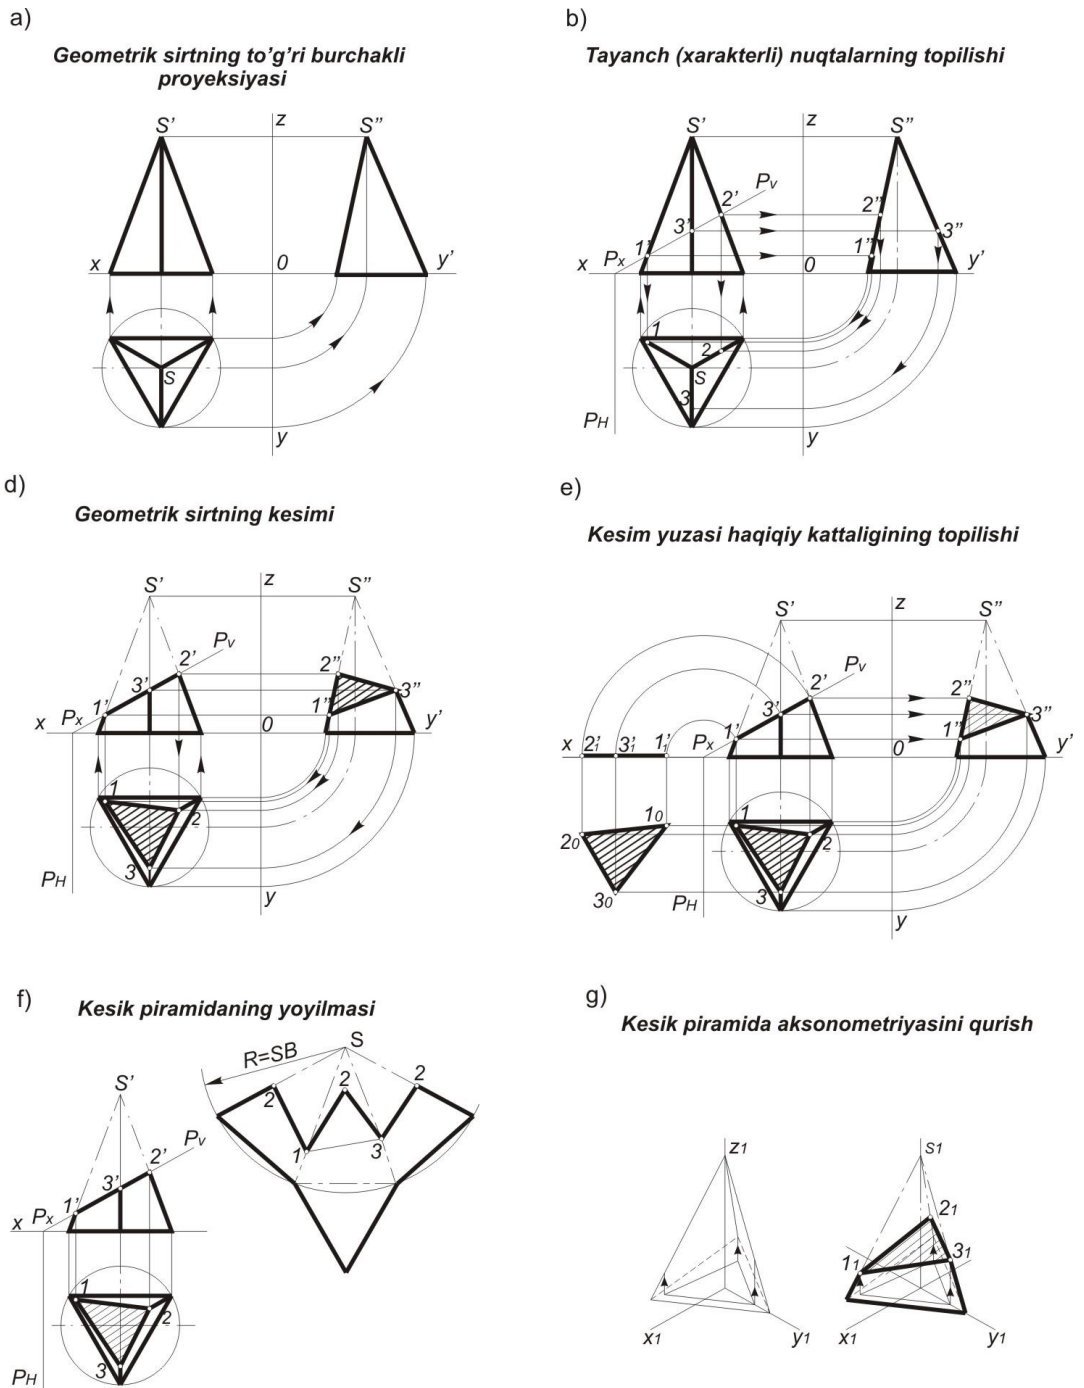 a)
Geometrik sirtning to’g’ri burchakli
proyeksiyasi
S’
z
S”
x
0
y’
S
y
b)
Tayanch (xarakterli) nuqtalarning topilishi
S’
z
S”
Pv
2’
2”
3’
3”
1’
1”
x
Px
0
y’
1
2
S
3
PH
y
d)
Geometrik sirtning kesimi
S’
z
S”
Pv
2’
2”
3’
3”
1’
1”
x
Px
0
y’
1
2
3
PH
y
e)
Kesim yuzasi haqiqiy kattaligining topilishi
S’
z
S”
Pv
2’
2”
3’
3”
1’
1”
x
2’1
3’1
1’1
Px
0
y’
10
1
20
2
30
3
PH
y
f)
Kesik piramidaning yoyilmasi
R=SB
S
2
2
2
1
3
S’
Pv
2’
3’
1’
x
Px
1
2
3
PH
g)
Kesik piramida aksonometriyasini qurish
z1
x1
y1
S1
21
31
11
x1
y1